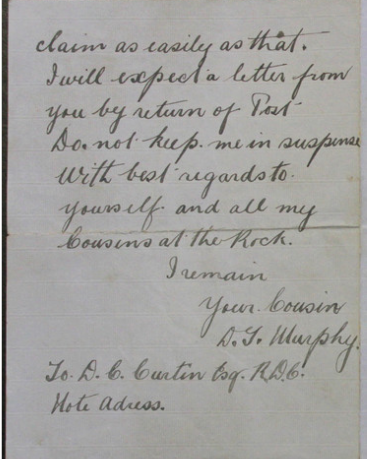 claim as easily as that.
I will expect a letter from
you by return of Post
Do. not keep. me in suspense
With best regards to.
yourself and all my
Cousins at the Rock.
I remain
Your Cousin
D. T. Murphy.
To. D. C. Curtin Esq. R.D.C.
Note Adress.